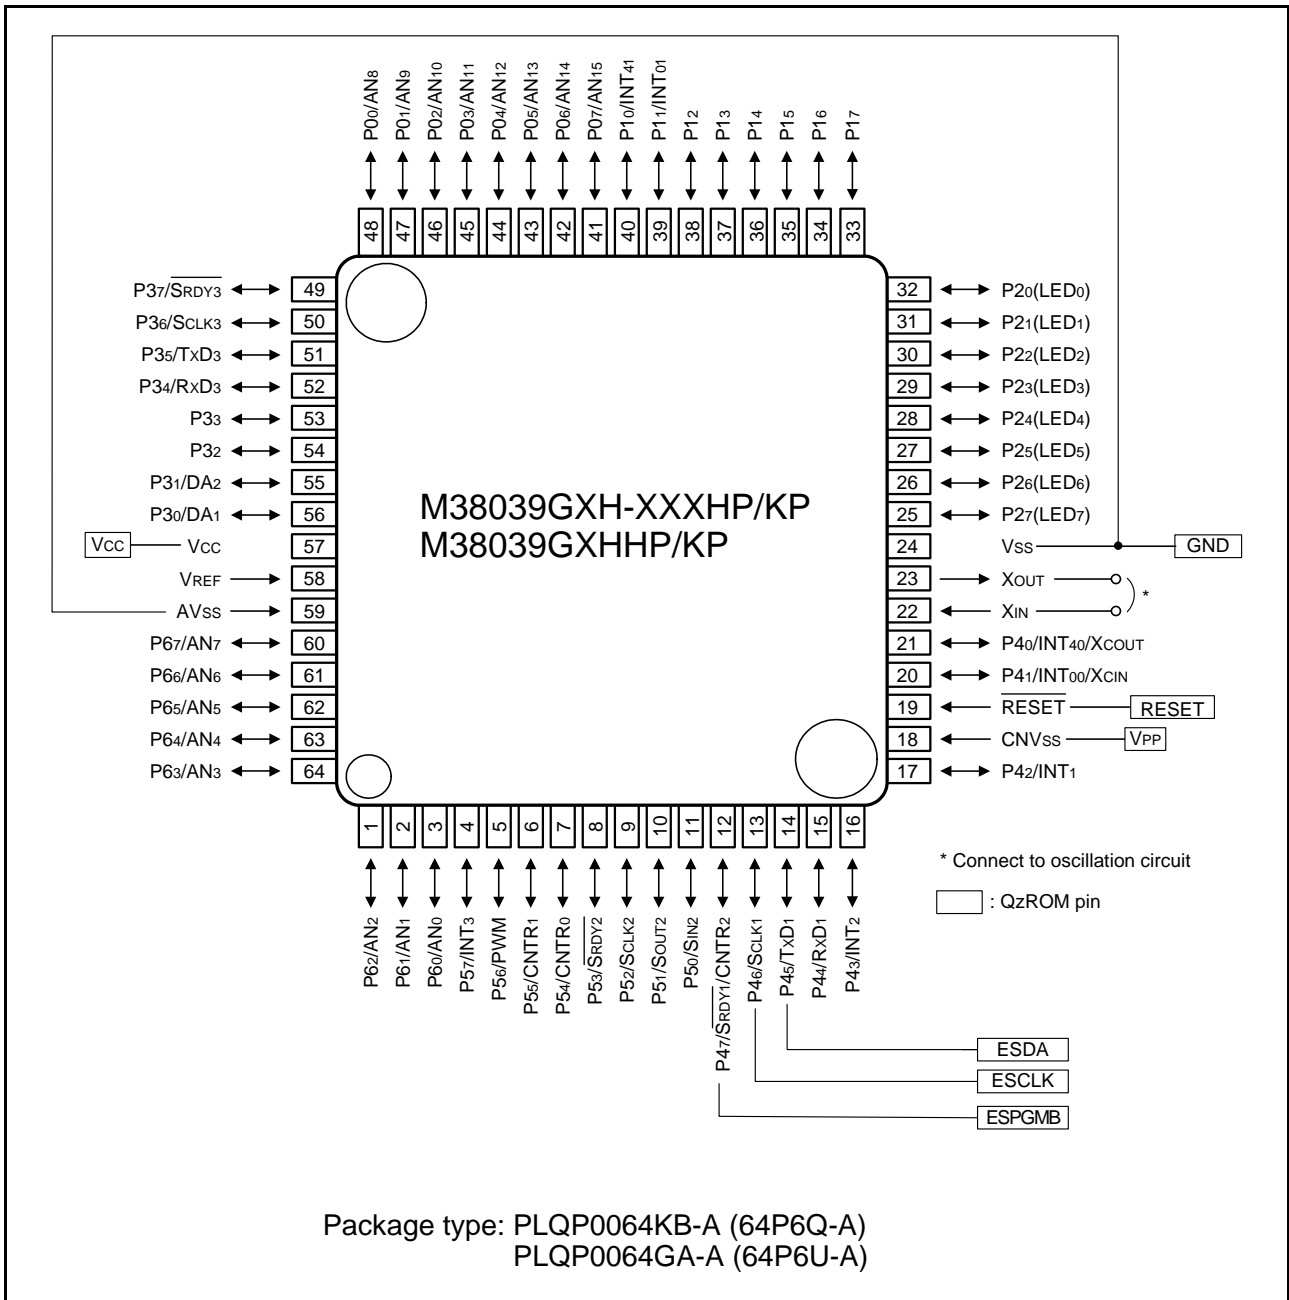 P00/AN8
P01/AN9
P02/AN10
P03/AN11
P04/AN12
P05/AN13
P06/AN14
P07/AN15
P10/INT41
P11/INT01
P12
P13
P14
P15
P16
P17
48 47 46 45 44 43 42 41 40 39 38 37 36 35 34 33
P37/SRDY3 49 32 P20(LED0)
P36/SCLK3 50 31 P21(LED1)
P35/TXD3 51 30 P22(LED2)
P34/RXD3 52 29 P23(LED3)
P33 53 28 P24(LED4)
P32 54 27 P25(LED5)
P31/DA2 55 26 P26(LED6)
P30/DA1 56 25 P27(LED7)
VCC VCC 57 24 VSS GND
VREF 58 23 XOUT
AVSS 59 22 XIN *
P67/AN7 60 21 P40/INT40/XCOUT
P66/AN6 61 20 P41/INT00/XCIN
P65/AN5 62 19 RESET RESET
P64/AN4 63 18 CNVSS VPP
P63/AN3 64 17 P42/INT1
M38039GXH-XXXHP/KP
M38039GXHHP/KP
1 2 3 4 5 6 7 8 9 10 11 12 13 14 15 16
P62/AN2
P61/AN1
P60/AN0
P57/INT3
P56/PWM
P55/CNTR1
P54/CNTR0
P53/SRDY2
P52/SCLK2
P51/SOUT2
P50/SIN2
P47/SRDY1/CNTR2
P46/SCLK1
P45/TXD1
P44/RXD1
P43/INT2
* Connect to oscillation circuit
: QzROM pin
ESDA
ESCLK
ESPGMB
Package type: PLQP0064KB-A (64P6Q-A)
PLQP0064GA-A (64P6U-A)